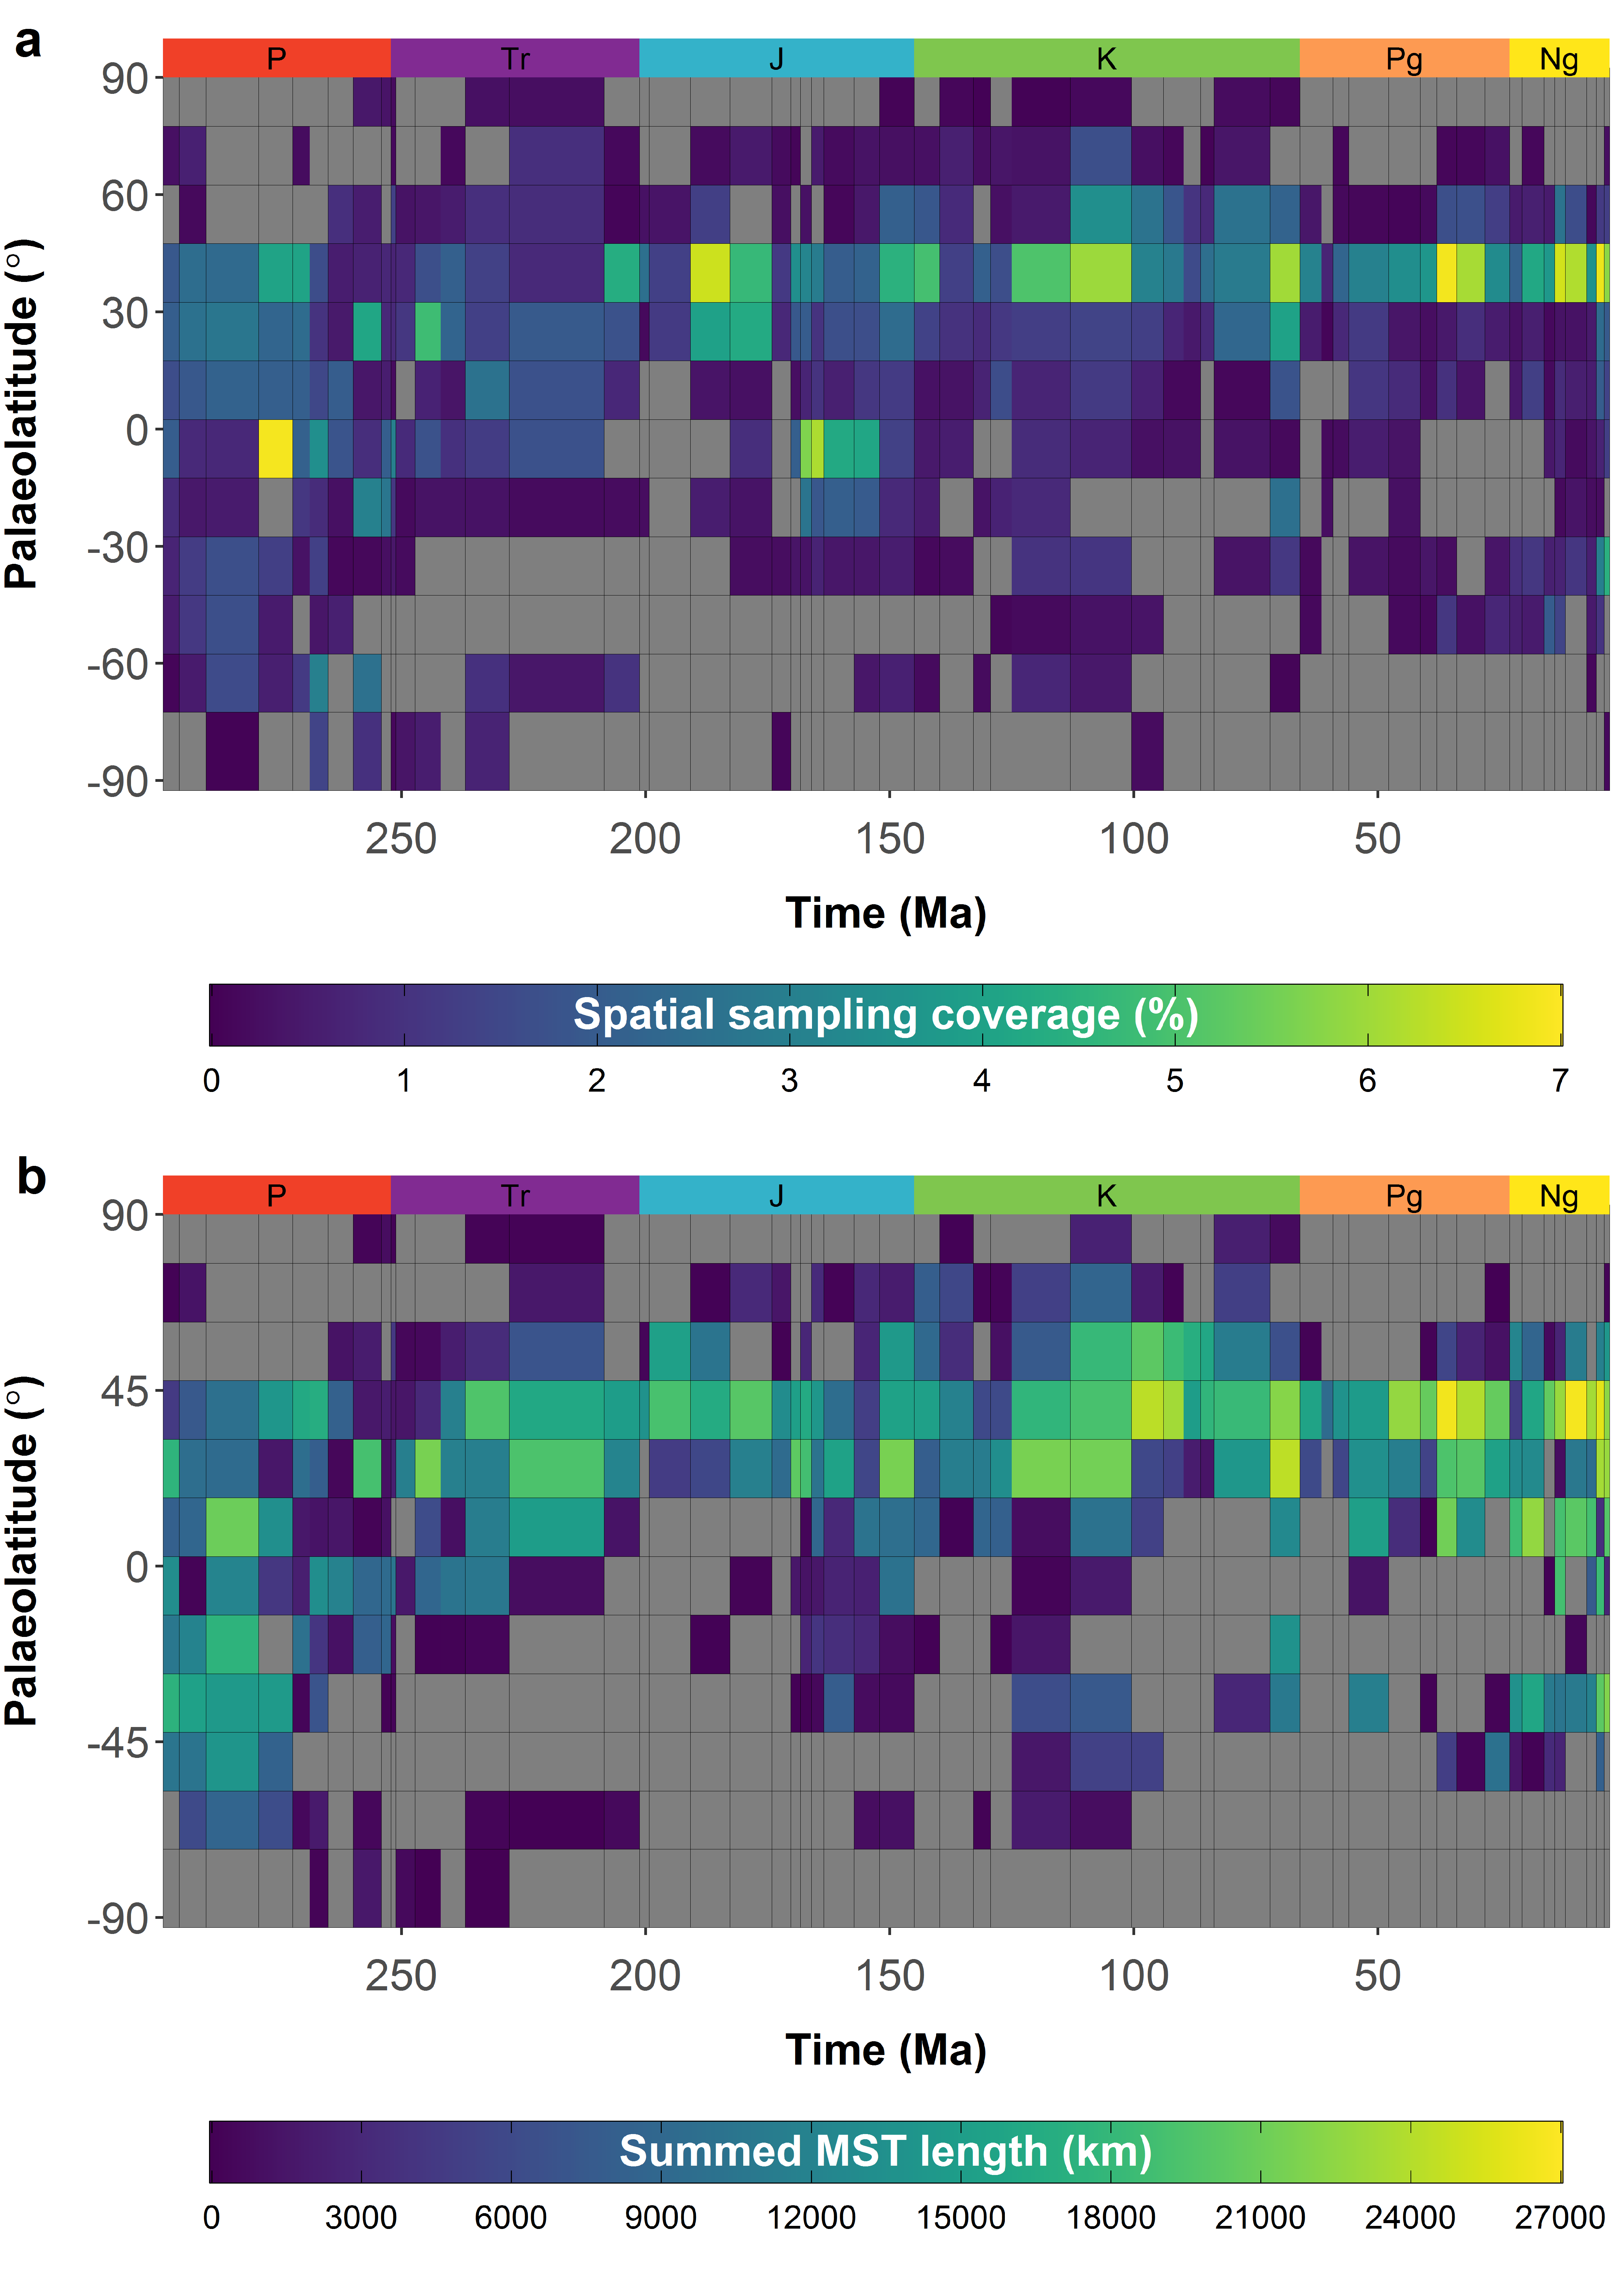 a
P Tr J K Pg Ng
90
60
30
0
-30
-60
-90
Palaeolatitude (°)
250 200 150 100 50
Time (Ma)
Spatial sampling coverage (%)
0 1 2 3 4 5 6 7
b
P Tr J K Pg Ng
90
45
0
-45
-90
Palaeolatitude (°)
250 200 150 100 50
Time (Ma)
Summed MST length (km)
0 3000 6000 9000 12000 15000 18000 21000 24000 27000